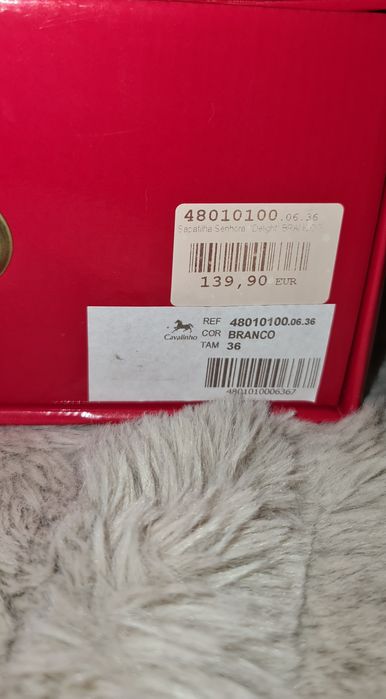 48010100.06.36
Sapatilha Senhora "Delight" BRANCO
139,90 EUR
Cavalinho
REF 48010100.06.36
COR BRANCO
TAM 36
4801010006367